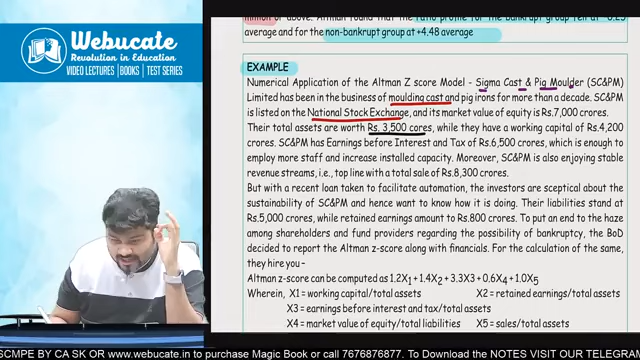 Webucate
Revolution in Education
VIDEO LECTURES | BOOKS | TEST SERIES
million or above. Altman found that the ratio profile for the bankrupt group fell at -0.25
average and for the non-bankrupt group at +4.48 average
EXAMPLE
Numerical Application of the Altman Z score Model - Sigma Cast & Pig Moulder (SC&PM)
Limited has been in the business of moulding cast and pig irons for more than a decade. SC&PM
is listed on the National Stock Exchange, and its market value of equity is Rs.7,000 crores.
Their total assets are worth Rs. 3,500 cores, while they have a working capital of Rs.4,200
crores. SC&PM has Earnings before Interest and Tax of Rs.6,500 crores, which is enough to
employ more staff and increase installed capacity. Moreover, SC&PM is also enjoying stable
revenue streams, i.e., top line with a total sale of Rs.8,300 crores.
But with a recent loan taken to facilitate automation, the investors are sceptical about the
sustainability of SC&PM and hence want to know how it is doing. Their liabilities stand at
Rs.5,000 crores, while retained earnings amount to Rs.800 crores. To put an end to the haze
among shareholders and fund providers regarding the possibility of bankruptcy, the BoD
decided to report the Altman z-score along with financials. For the calculation of the same,
they hire you-
Altman z-score can be computed as 1.2X1+1.4X2+3.3X3+0.6X4+1.0X5
Wherein, X1 = working capital/total assets X2 = retained earnings/total assets
X3 = earnings before interest and tax/total assets
X4 = market value of equity/total liabilities X5 = sales/total assets
SCMPE BY CA SK OR www.webucate.in to purchase Magic Book or call 7676876877. To Download the NOTES VISIT OUR TELEGRAM